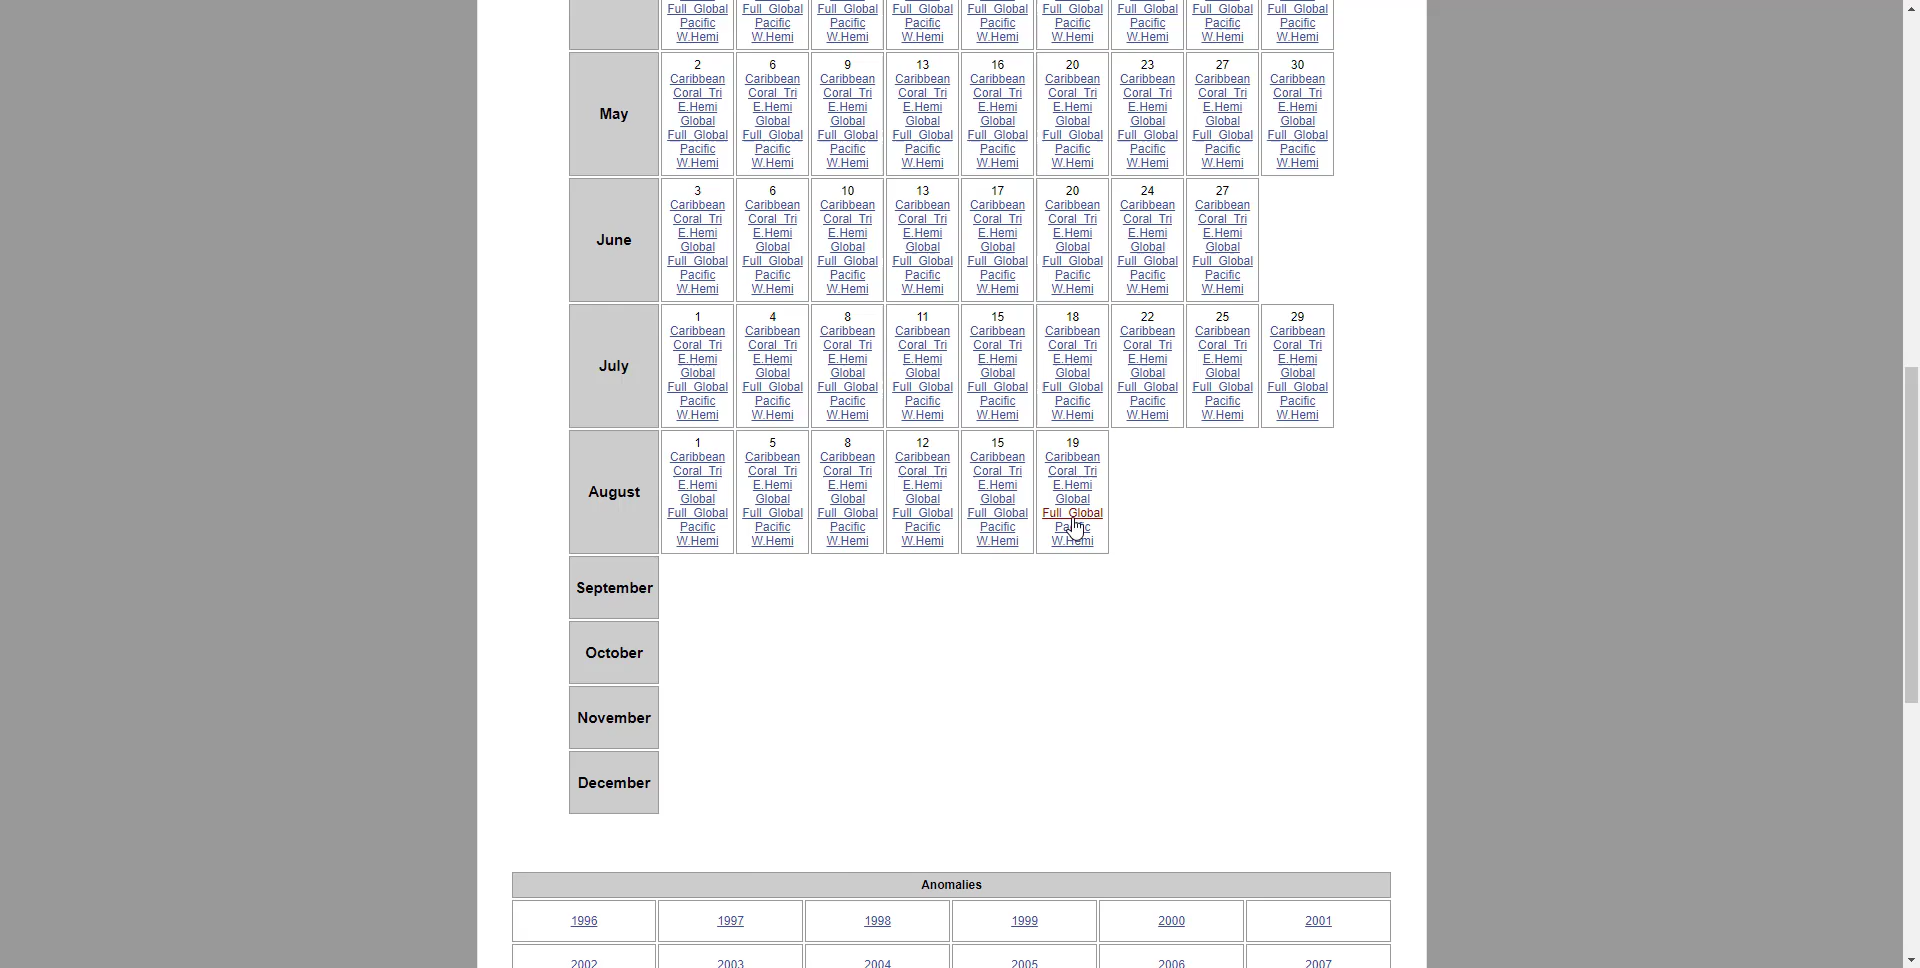 Full_Global Full_Global Full_Global Full_Global Full_Global Full_Global Full_Global Full_Global Full_Global
Pacific Pacific Pacific Pacific Pacific Pacific Pacific Pacific Pacific
W.Hemi W.Hemi W.Hemi W.Hemi W.Hemi W.Hemi W.Hemi W.Hemi W.Hemi
2 6 9 13 16 20 23 27 30
Caribbean Caribbean Caribbean Caribbean Caribbean Caribbean Caribbean Caribbean Caribbean
Coral_Tri Coral_Tri Coral_Tri Coral_Tri Coral_Tri Coral_Tri Coral_Tri Coral_Tri Coral_Tri
E.Hemi E.Hemi E.Hemi E.Hemi E.Hemi E.Hemi E.Hemi E.Hemi E.Hemi
May Global Global Global Global Global Global Global Global Global
Full_Global Full_Global Full_Global Full_Global Full_Global Full_Global Full_Global Full_Global Full_Global
Pacific Pacific Pacific Pacific Pacific Pacific Pacific Pacific Pacific
W.Hemi W.Hemi W.Hemi W.Hemi W.Hemi W.Hemi W.Hemi W.Hemi W.Hemi
3 6 10 13 17 20 24 27
Caribbean Caribbean Caribbean Caribbean Caribbean Caribbean Caribbean Caribbean
Coral_Tri Coral_Tri Coral_Tri Coral_Tri Coral_Tri Coral_Tri Coral_Tri Coral_Tri
E.Hemi E.Hemi E.Hemi E.Hemi E.Hemi E.Hemi E.Hemi E.Hemi
June Global Global Global Global Global Global Global Global
Full_Global Full_Global Full_Global Full_Global Full_Global Full_Global Full_Global Full_Global
Pacific Pacific Pacific Pacific Pacific Pacific Pacific Pacific
W.Hemi W.Hemi W.Hemi W.Hemi W.Hemi W.Hemi W.Hemi W.Hemi
1 4 8 11 15 18 22 25 29
Caribbean Caribbean Caribbean Caribbean Caribbean Caribbean Caribbean Caribbean Caribbean
Coral_Tri Coral_Tri Coral_Tri Coral_Tri Coral_Tri Coral_Tri Coral_Tri Coral_Tri Coral_Tri
E.Hemi E.Hemi E.Hemi E.Hemi E.Hemi E.Hemi E.Hemi E.Hemi E.Hemi
July Global Global Global Global Global Global Global Global Global
Full_Global Full_Global Full_Global Full_Global Full_Global Full_Global Full_Global Full_Global Full_Global
Pacific Pacific Pacific Pacific Pacific Pacific Pacific Pacific Pacific
W.Hemi W.Hemi W.Hemi W.Hemi W.Hemi W.Hemi W.Hemi W.Hemi W.Hemi
1 5 8 12 15 19
Caribbean Caribbean Caribbean Caribbean Caribbean Caribbean
Coral_Tri Coral_Tri Coral_Tri Coral_Tri Coral_Tri Coral_Tri
E.Hemi E.Hemi E.Hemi E.Hemi E.Hemi E.Hemi
August Global Global Global Global Global Global
Full_Global Full_Global Full_Global Full_Global Full_Global Full_Global
Pacific Pacific Pacific Pacific Pacific Pacific
W.Hemi W.Hemi W.Hemi W.Hemi W.Hemi W.Hemi
September
October
November
December
Anomalies
1996 1997 1998 1999 2000 2001
2002 2003 2004 2005 2006 2007